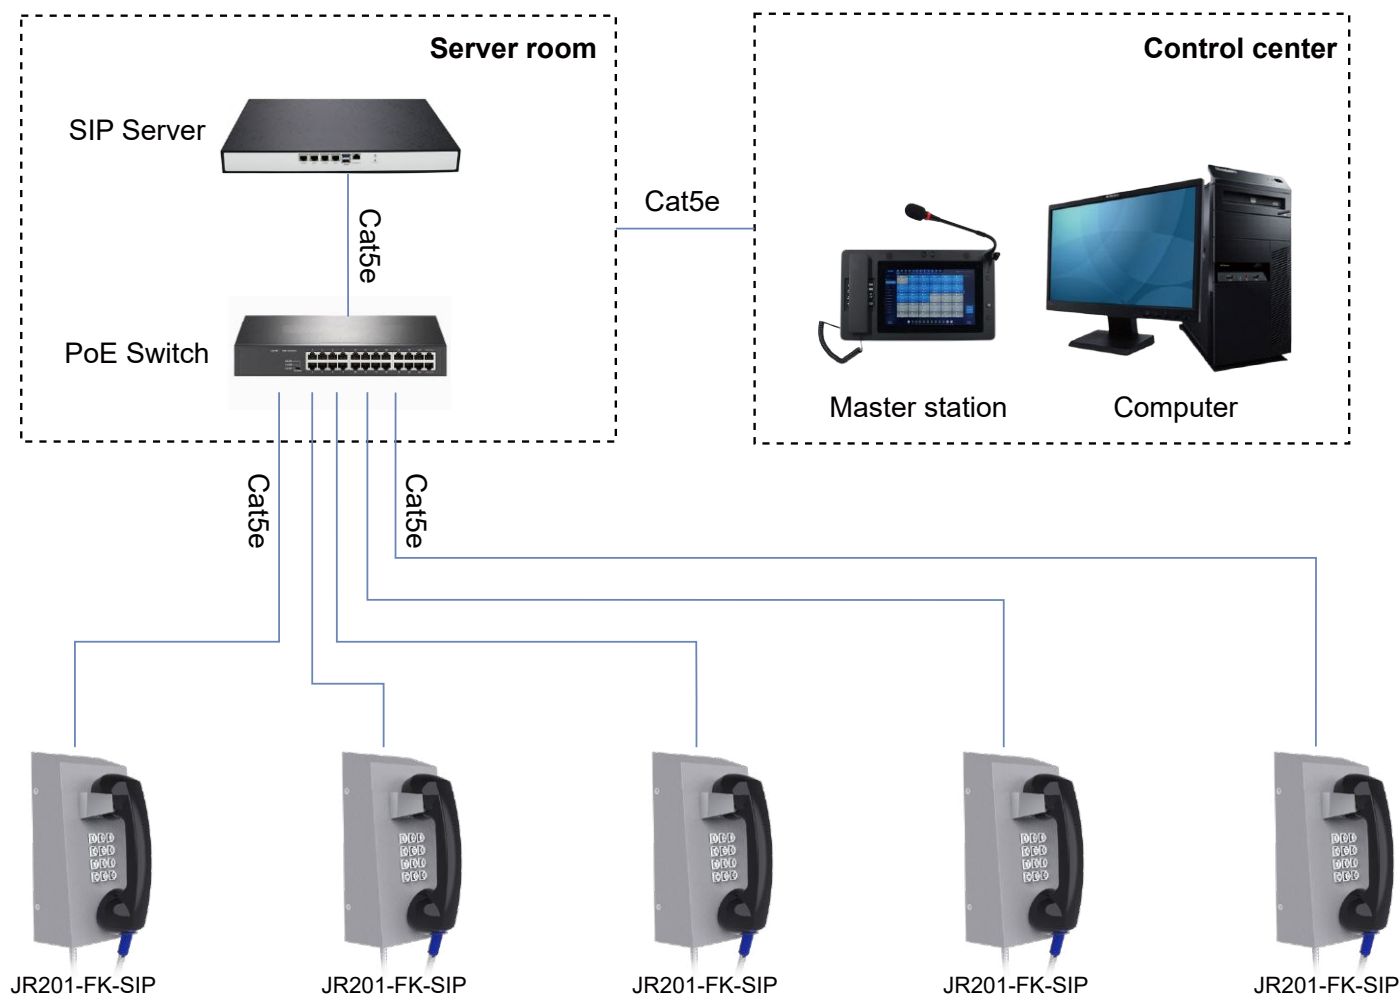 Server room
Control center
SIP Server
Cat5e
Cat5e
PoE Switch
Master station
Computer
Cat5e
Cat5e
JR201-FK-SIP
JR201-FK-SIP
JR201-FK-SIP
JR201-FK-SIP
JR201-FK-SIP